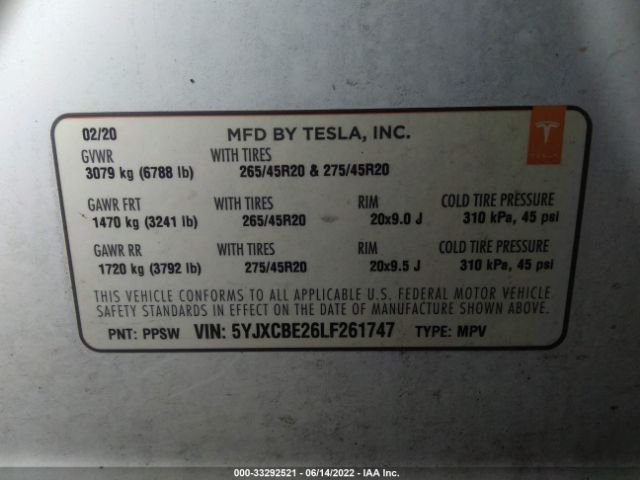 02/20 MFD BY TESLA, INC.
TESLA
GVWR WITH TIRES
3079 kg (6788 lb) 265/45R20 & 275/45R20
GAWR FRT WITH TIRES RIM COLD TIRE PRESSURE
1470 kg (3241 lb) 265/45R20 20x9.0 J 310 kPa, 45 psi
GAWR RR WITH TIRES RIM COLD TIRE PRESSURE
1720 kg (3792 lb) 275/45R20 20x9.5 J 310 kPa, 45 psi
THIS VEHICLE CONFORMS TO ALL APPLICABLE U.S. FEDERAL MOTOR VEHICLE
SAFETY STANDARDS IN EFFECT ON THE DATE OF MANUFACTURE SHOWN ABOVE.
PNT: PPSW VIN: 5YJXCBE26LF261747 TYPE: MPV
000-33292521 - 06/14/2022 - IAA Inc.